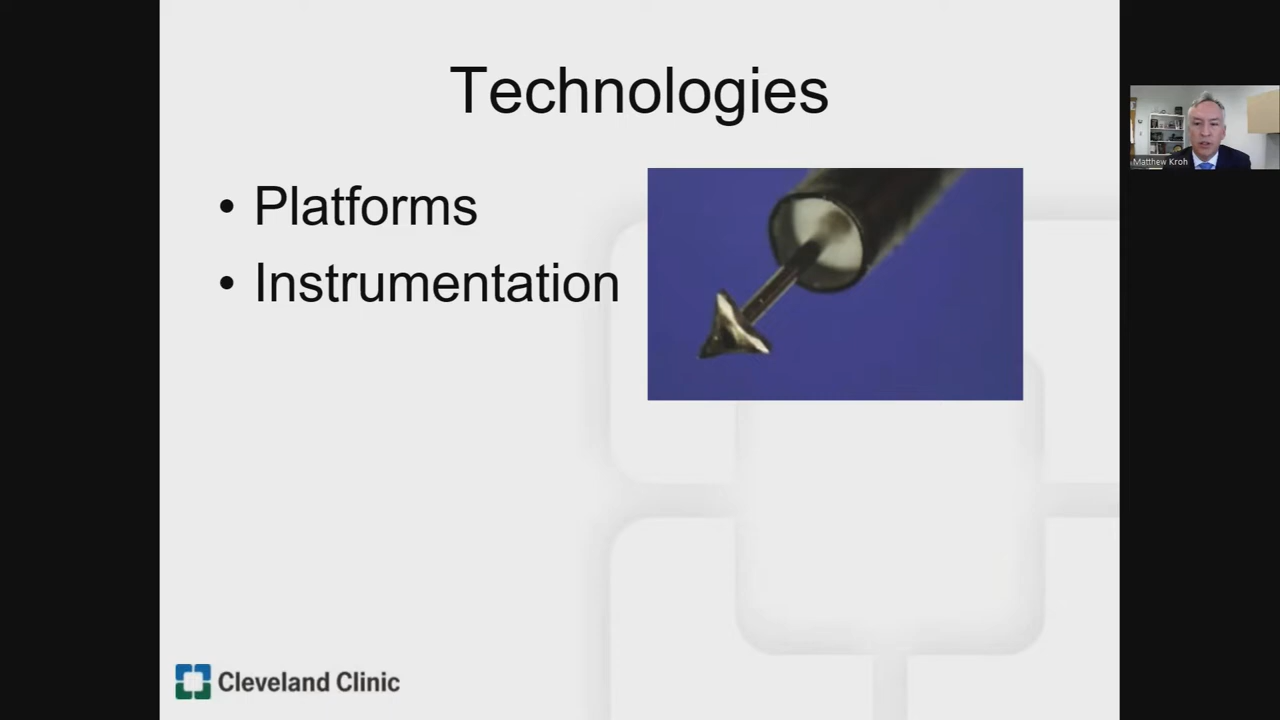 Technologies
• Platforms
• Instrumentation
Matthew Kroh
Cleveland Clinic